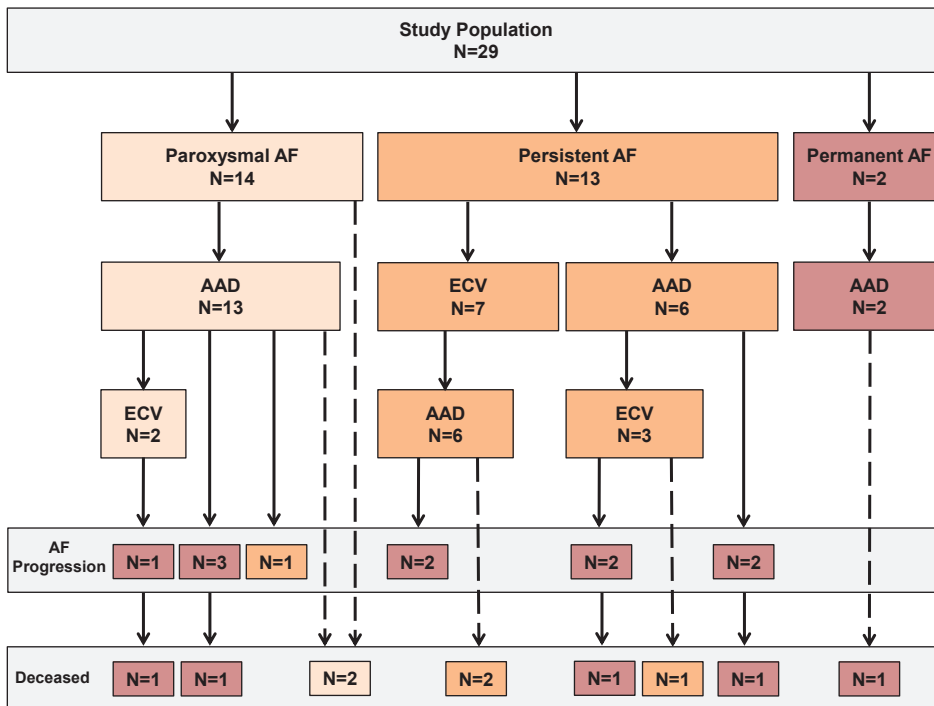 Study Population
N=29
Paroxysmal AF
N=14
Persistent AF
N=13
Permanent AF
N=2
AAD
N=13
ECV
N=7
AAD
N=6
AAD
N=2
ECV
N=2
AAD
N=6
ECV
N=3
AF
Progression
N=1
N=3
N=1
N=2
N=2
N=2
Deceased
N=1
N=1
N=2
N=2
N=1
N=1
N=1
N=1